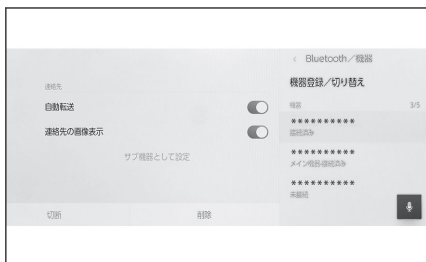 連絡先
自動転送
連絡先の画像表示
サブ機器として設定
切断
削除
Bluetooth／機器
機器登録／切り替え
機器
3/5
**********
接続済み
**********
メイン機器-接続済み
**********
未接続